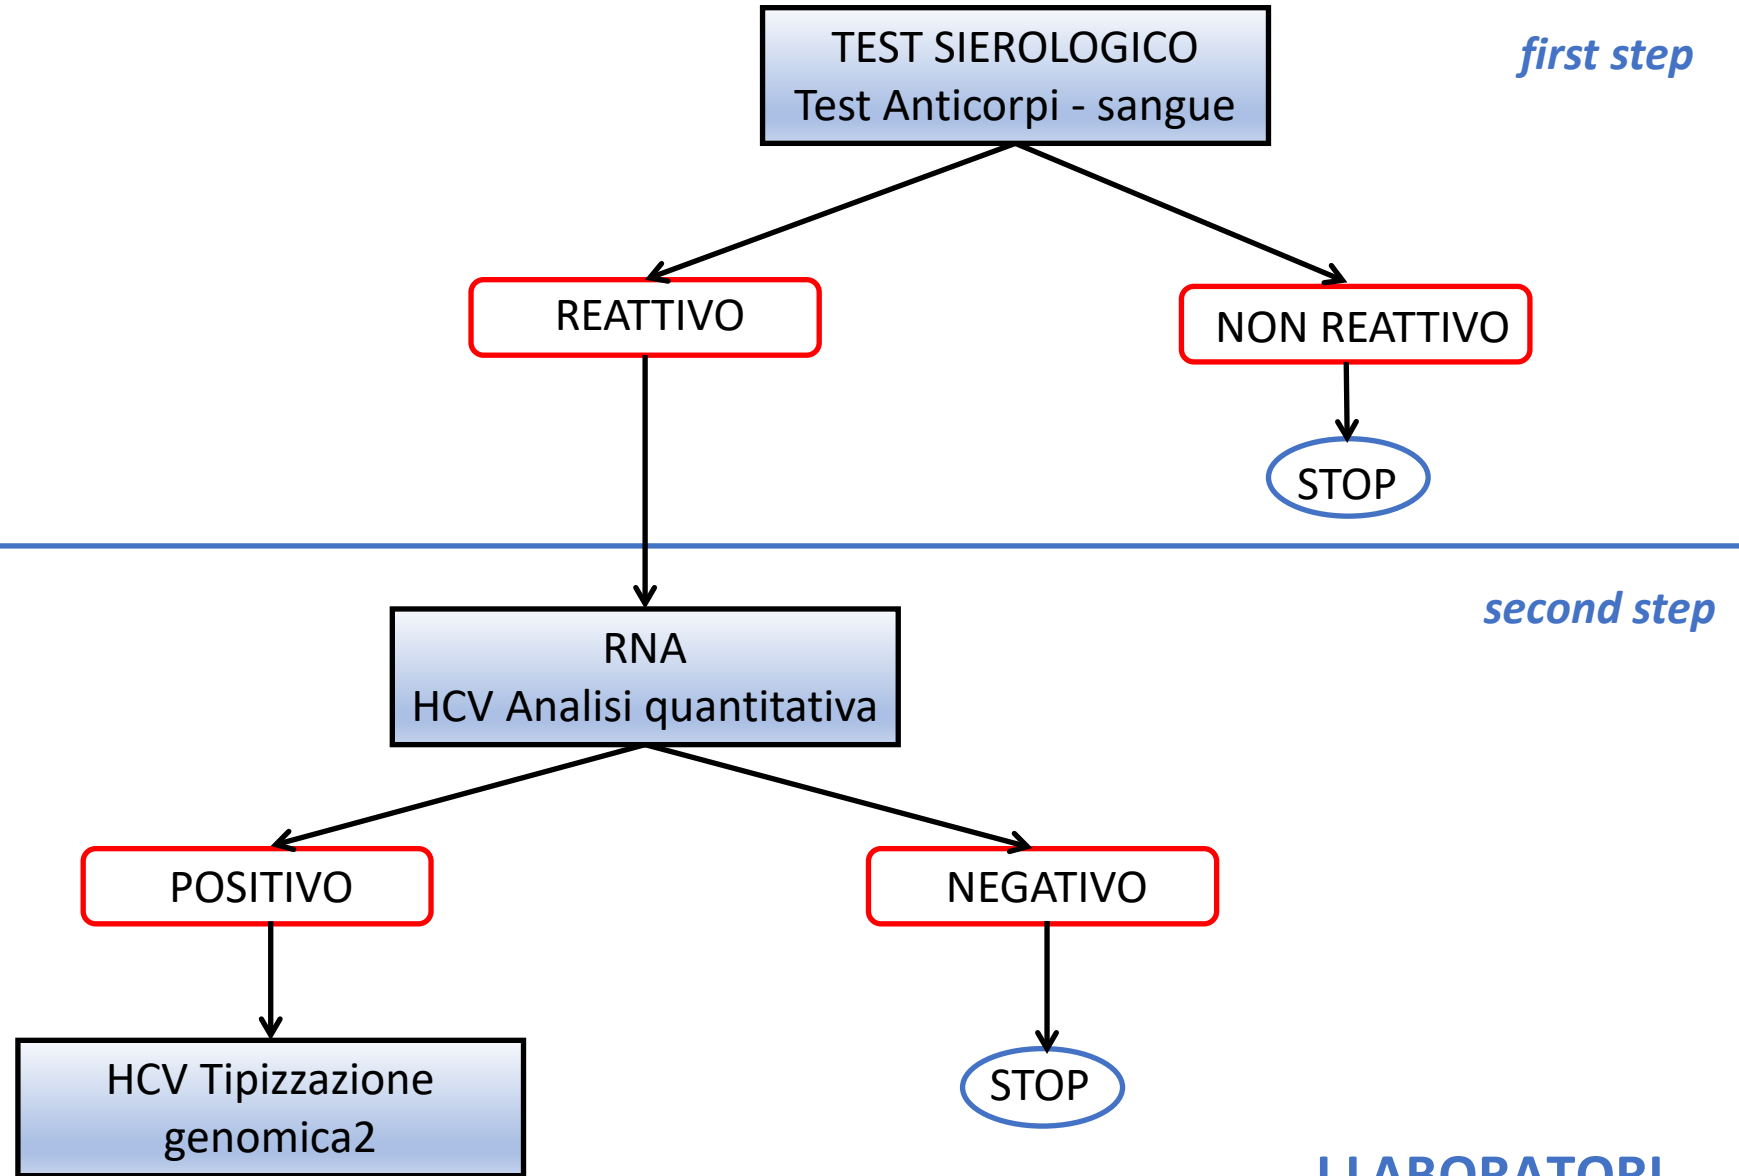 TEST SIEROLOGICO
Test Anticorpi - sangue
first step
REATTIVO
NON REATTIVO
STOP
second step
RNA
HCV Analisi quantitativa
POSITIVO
NEGATIVO
HCV Tipizzazione
genomica2
STOP
I LABORATORI